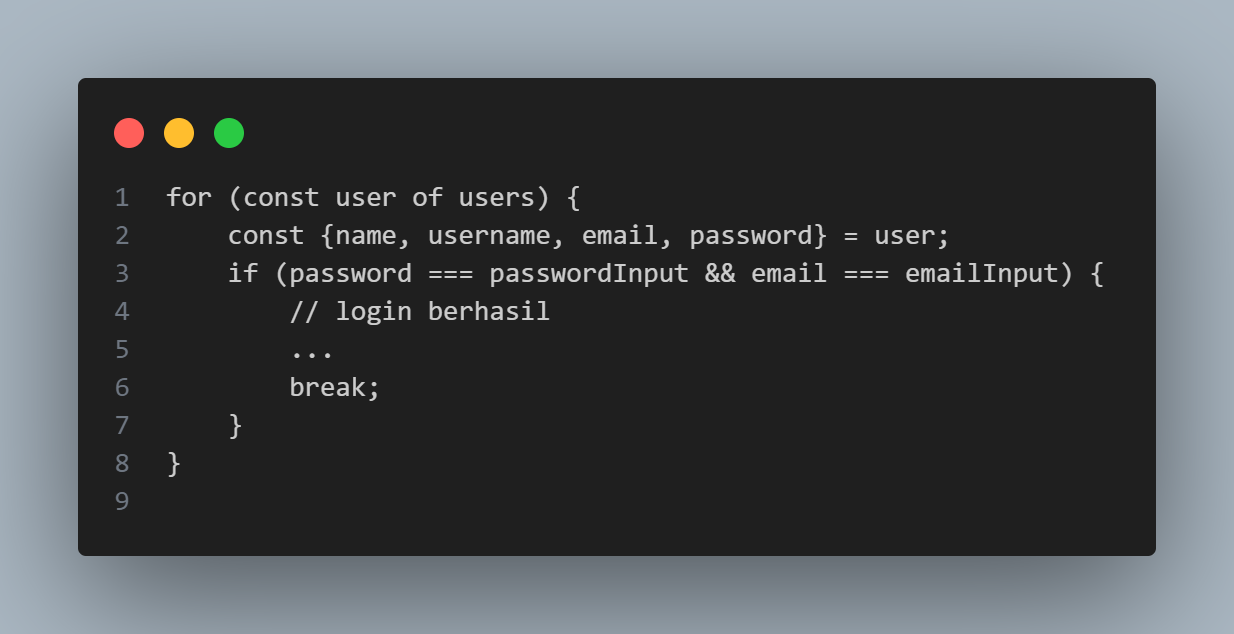 1 for (const user of users) {
2     const {name, username, email, password} = user;
3     if (password === passwordInput && email === emailInput) {
4         // login berhasil
5         ...
6         break;
7     }
8 }
9